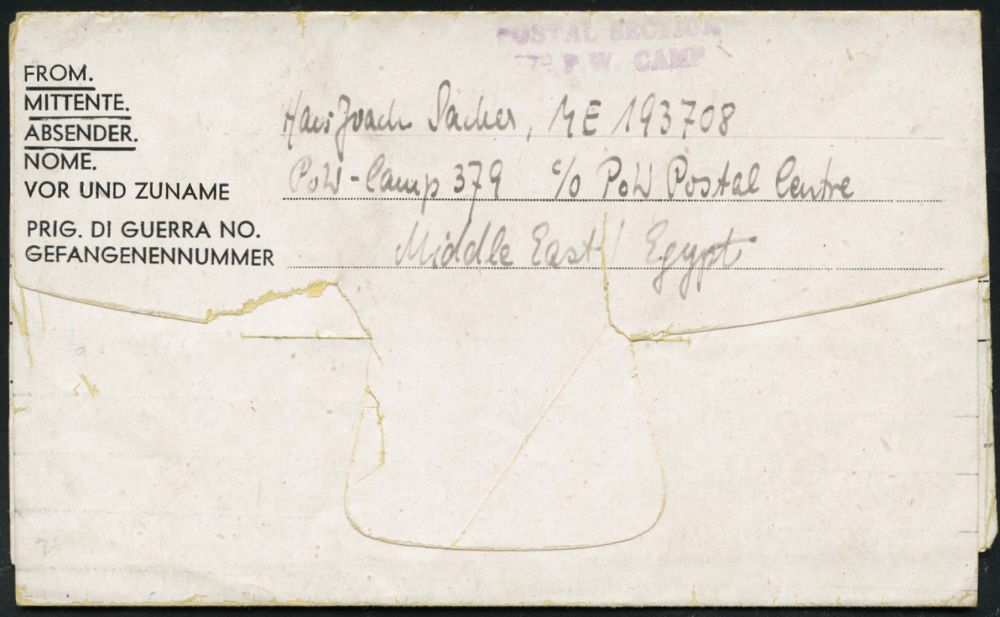 POSTAL SECTION
379 P.W. CAMP
FROM.
MITTENTE.
ABSENDER.
NOME.
VOR UND ZUNAME
PRIG. DI GUERRA NO.
GEFANGENENNUMMER
Hans Joach Sacher, ME 193708
PoW-Camp 379 c/o PoW Postal Centre
Middle East / Egypt